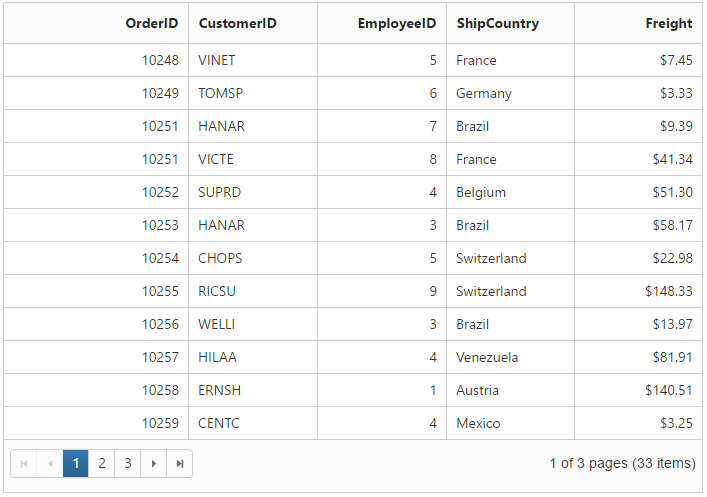 OrderID CustomerID EmployeeID ShipCountry Freight
10248 VINET 5 France $7.45
10249 TOMSP 6 Germany $3.33
10251 HANAR 7 Brazil $9.39
10251 VICTE 8 France $41.34
10252 SUPRD 4 Belgium $51.30
10253 HANAR 3 Brazil $58.17
10254 CHOPS 5 Switzerland $22.98
10255 RICSU 9 Switzerland $148.33
10256 WELLI 3 Brazil $13.97
10257 HILAA 4 Venezuela $81.91
10258 ERNSH 1 Austria $140.51
10259 CENTC 4 Mexico $3.25
1 2 3 1 of 3 pages (33 items)